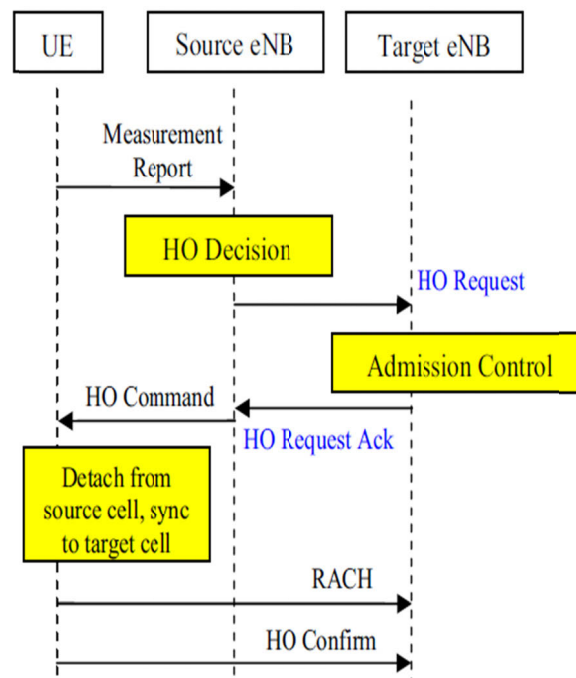 UE
Source eNB
Target eNB
Measurement
Report
HO Decision
HO Request
Admission Control
HO Command
HO Request Ack
Detach from
source cell, sync
to target cell
RACH
HO Confirm